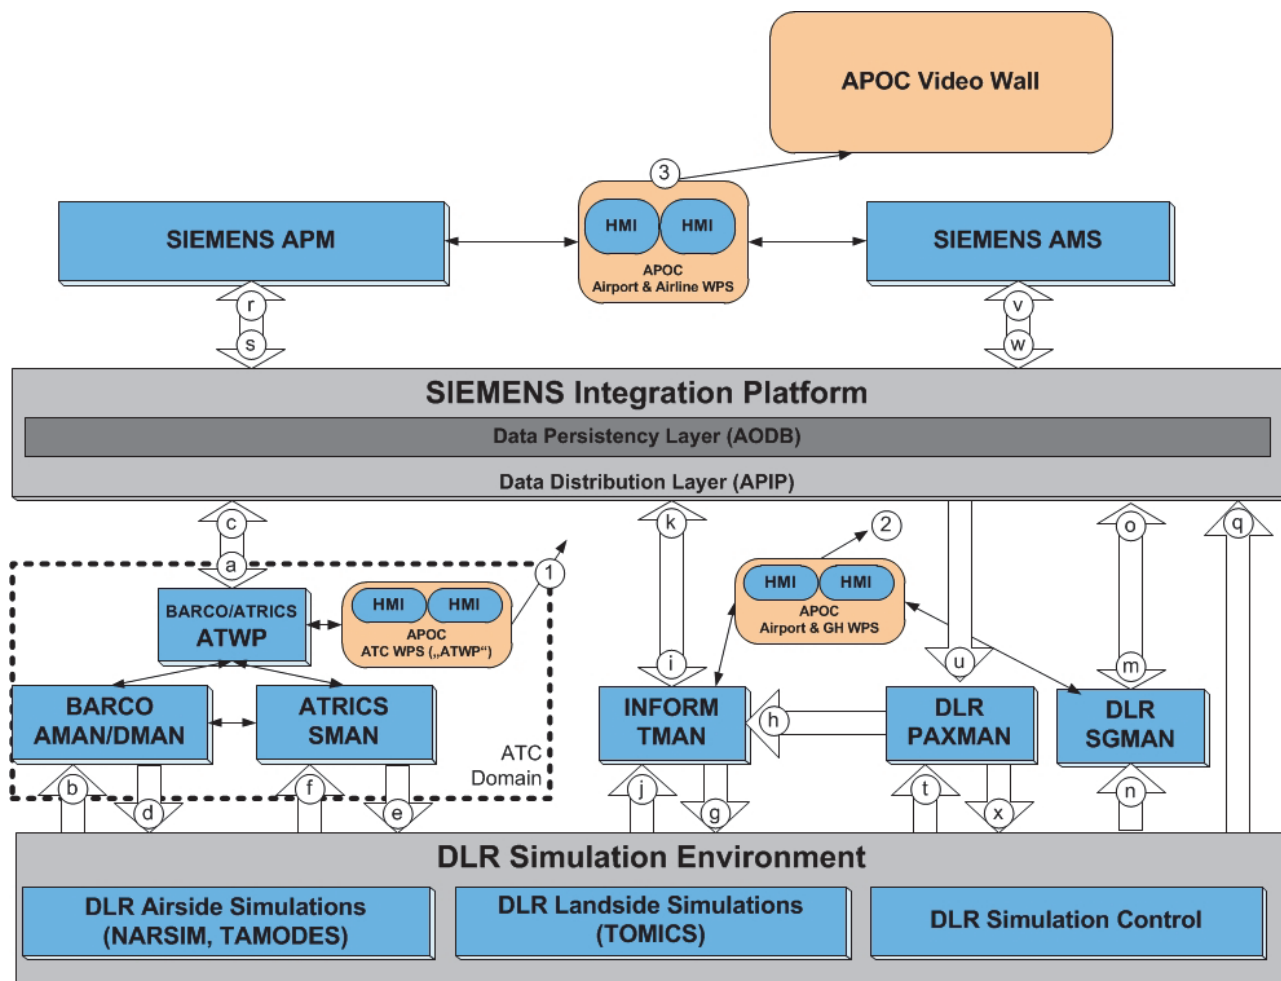 APOC Video Wall
3
SIEMENS APM
HMI HMI
APOC
Airport & Airline WPS
SIEMENS AMS
r
s
v
w
SIEMENS Integration Platform
Data Persistency Layer (AODB)
Data Distribution Layer (APIP)
c
a
k
2
o
q
1
BARCO/ATRICS
ATWP
HMI HMI
APOC
ATC WPS („ATWP“)
HMI HMI
APOC
Airport & GH WPS
i
u
m
BARCO
AMAN/DMAN
ATRICS
SMAN
ATC
Domain
INFORM
TMAN
h
DLR
PAXMAN
DLR
SGMAN
b
d
f
e
j
g
t
x
n
DLR Simulation Environment
DLR Airside Simulations
(NARSIM, TAMODES)
DLR Landside Simulations
(TOMICS)
DLR Simulation Control